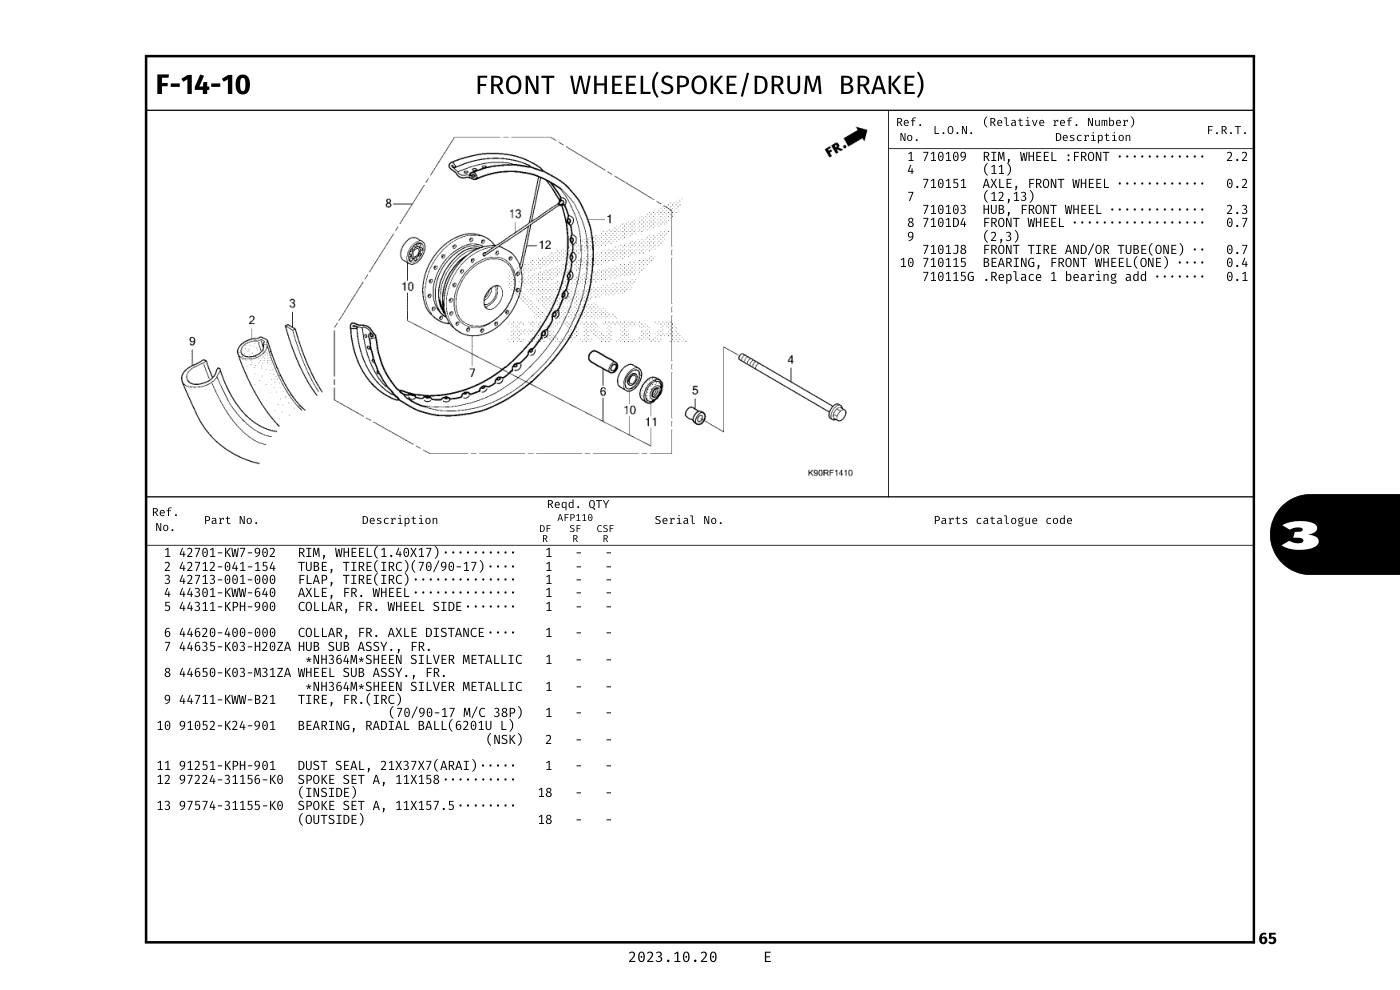 F-14-10
FRONT WHEEL(SPOKE/DRUM BRAKE)
FR.
8
1
13
12
10
3
2
9
7
6
10
11
5
4
HONDA
K90RF1410
Ref. No. L.O.N. (Relative ref. Number) Description F.R.T.
1 710109 RIM, WHEEL :FRONT ············ 2.2
4 (11)
710151 AXLE, FRONT WHEEL ············ 0.2
7 (12,13)
710103 HUB, FRONT WHEEL ············· 2.3
8 7101D4 FRONT WHEEL ·················· 0.7
9 (2,3)
7101J8 FRONT TIRE AND/OR TUBE(ONE) ·· 0.7
10 710115 BEARING, FRONT WHEEL(ONE) ···· 0.4
710115G .Replace 1 bearing add ······· 0.1
Ref. No. Part No. Description Reqd. QTY Serial No. Parts catalogue code
AFP110
DF SF CSF
R R R
1 42701-KW7-902 RIM, WHEEL(1.40X17)·········· 1 - -
2 42712-041-154 TUBE, TIRE(IRC)(70/90-17)···· 1 - -
3 42713-001-000 FLAP, TIRE(IRC)·············· 1 - -
4 44301-KWW-640 AXLE, FR. WHEEL·············· 1 - -
5 44311-KPH-900 COLLAR, FR. WHEEL SIDE······· 1 - -
6 44620-400-000 COLLAR, FR. AXLE DISTANCE···· 1 - -
7 44635-K03-H20ZA HUB SUB ASSY., FR.
*NH364M*SHEEN SILVER METALLIC 1 - -
8 44650-K03-M31ZA WHEEL SUB ASSY., FR.
*NH364M*SHEEN SILVER METALLIC 1 - -
9 44711-KWW-B21 TIRE, FR.(IRC)
(70/90-17 M/C 38P) 1 - -
10 91052-K24-901 BEARING, RADIAL BALL(6201U L)
(NSK) 2 - -
11 91251-KPH-901 DUST SEAL, 21X37X7(ARAI)····· 1 - -
12 97224-31156-K0 SPOKE SET A, 11X158··········
(INSIDE) 18 - -
13 97574-31155-K0 SPOKE SET A, 11X157.5········
(OUTSIDE) 18 - -
3
65
2023.10.20 E